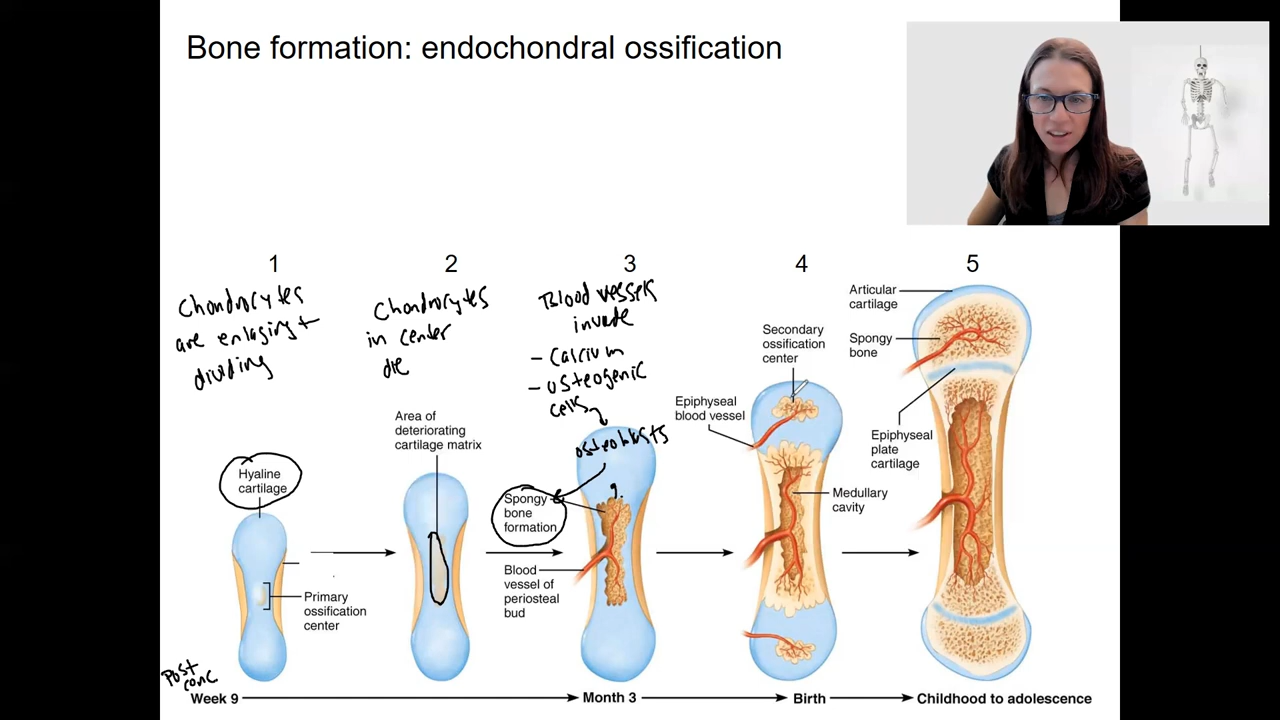 Bone formation: endochondral ossification
1
Chondrocytes
are enlaging +
dividing
Hyaline
cartilage
Primary
ossification
center
Post
conc
Week 9
2
Chondrocytes
in center
die
Area of
deteriorating
cartilage matrix
3
Blood vessels
invade
- Calcium
- osteogenic
cells
osteoblasts
Spongy
bone
formation
Blood
vessel of
periosteal
bud
Month 3
4
Secondary
ossification
center
Epiphyseal
blood vessel
Medullary
cavity
Birth
5
Articular
cartilage
Spongy
bone
Epiphyseal
plate
cartilage
Childhood to adolescence